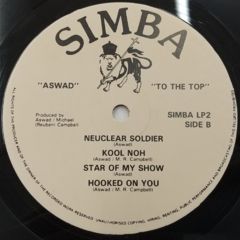 SIMBA
"ASWAD"
"TO THE TOP"
Produced by
Aswad / Michael
(Reuben) Campbell
SIMBA LP2
SIDE B
NEUCLEAR SOLDIER
(Aswad)
KOOL NOH
(Aswad / M. R. Campbell)
STAR OF MY SHOW
(Aswad)
HOOKED ON YOU
(Aswad / M. R. Campbell)